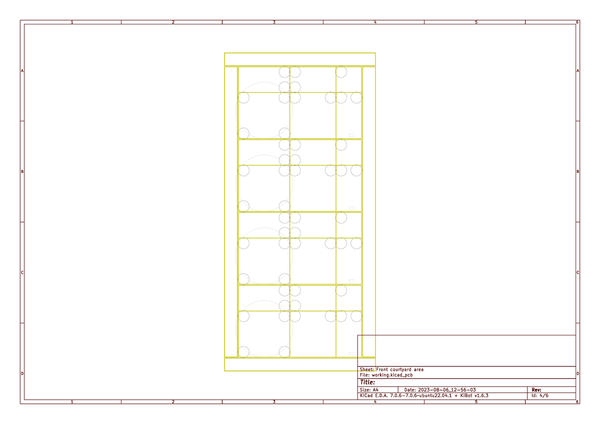 1 2 3 4 5 6
A A
B B
C C
D D
Sheet: Front courtyard area
File: working.kicad_pcb
Title:
Size: A4 Date: 2023-08-06_12-56-03 Rev:
KiCad E.D.A. 7.0.6-7.0.6~ubuntu22.04.1 + KiBot v1.6.3 Id: 4/6
1 2 3 4 5 6